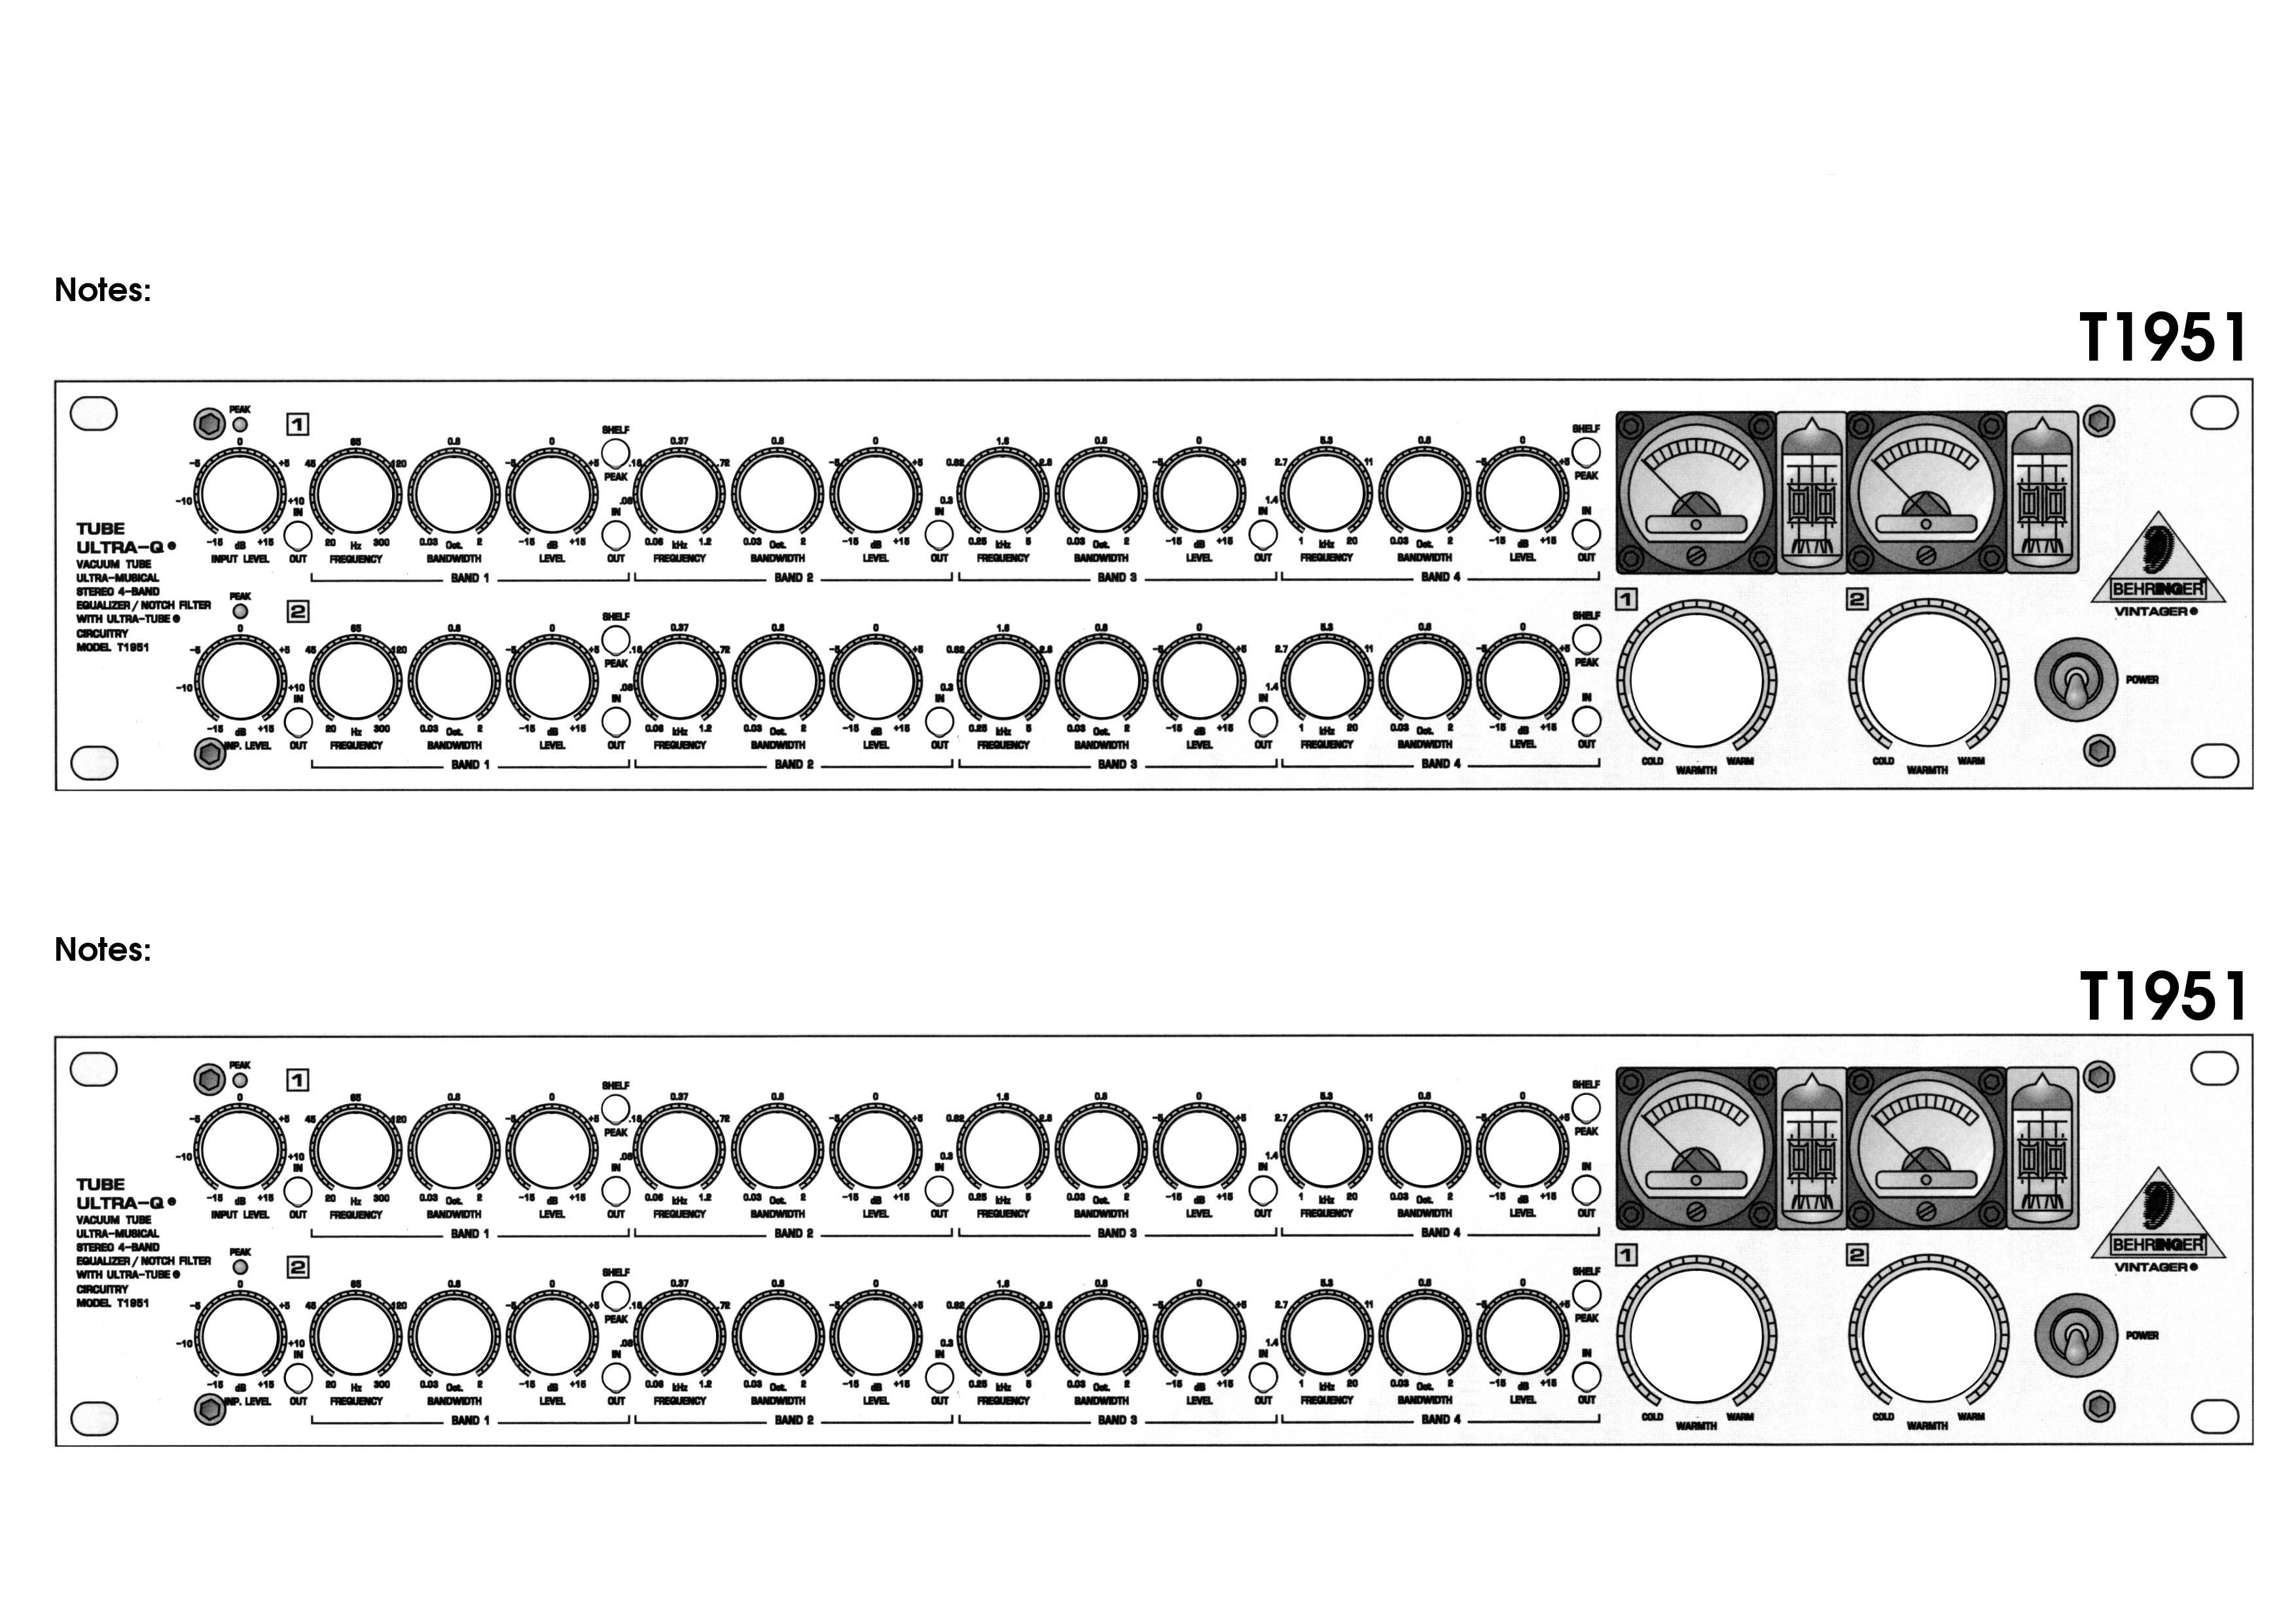 Notes:
T1951
PEAK
1
SHELF
SHELF
0
65
0.8
0
0.37
0.8
0
1.6
0.8
0
5.3
0.8
0
-5 +5 45 120 -5 +5 .18 .72 -5 +5 0.62 2.8 -5 +5 2.7 11 -5 +5
PEAK
PEAK
-10 +10 .08 0.3 1.4
IN IN IN IN IN
TUBE
ULTRA-Q®
VACUUM TUBE
ULTRA-MUSICAL
STEREO 4-BAND
EQUALIZER / NOTCH FILTER
WITH ULTRA-TUBE®
CIRCUITRY
MODEL T1951
-15 dB +15 20 Hz 300 0.03 Oct. 2 -15 dB +15 0.06 kHz 1.2 0.03 Oct. 2 -15 dB +15 0.25 kHz 5 0.03 Oct. 2 -15 dB +15 1 kHz 20 0.03 Oct. 2 -15 dB +15
INPUT LEVEL OUT FREQUENCY BANDWIDTH LEVEL OUT FREQUENCY BANDWIDTH LEVEL OUT FREQUENCY BANDWIDTH LEVEL OUT FREQUENCY BANDWIDTH LEVEL OUT
BAND 1 BAND 2 BAND 3 BAND 4
BEHRINGER
VINTAGER®
PEAK
2
SHELF
SHELF
0 65 0.8 0 0.37 0.8 0 1.6 0.8 0 5.3 0.8 0
-5 +5 45 120 -5 +5 .18 .72 -5 +5 0.62 2.8 -5 +5 2.7 11 -5 +5
PEAK
PEAK
-10 +10 .08 0.3 1.4
IN IN IN IN IN
-15 dB +15 20 Hz 300 0.03 Oct. 2 -15 dB +15 0.06 kHz 1.2 0.03 Oct. 2 -15 dB +15 0.25 kHz 5 0.03 Oct. 2 -15 dB +15 1 kHz 20 0.03 Oct. 2 -15 dB +15
INP. LEVEL OUT FREQUENCY BANDWIDTH LEVEL OUT FREQUENCY BANDWIDTH LEVEL OUT FREQUENCY BANDWIDTH LEVEL OUT FREQUENCY BANDWIDTH LEVEL OUT
BAND 1 BAND 2 BAND 3 BAND 4
1 2
POWER
COLD WARM COLD WARM
WARMTH WARMTH
Notes:
T1951
PEAK
1
SHELF
SHELF
0 65 0.8 0 0.37 0.8 0 1.6 0.8 0 5.3 0.8 0
-5 +5 45 120 -5 +5 .18 .72 -5 +5 0.62 2.8 -5 +5 2.7 11 -5 +5
PEAK
PEAK
-10 +10 .08 0.3 1.4
IN IN IN IN IN
TUBE
ULTRA-Q®
VACUUM TUBE
ULTRA-MUSICAL
STEREO 4-BAND
EQUALIZER / NOTCH FILTER
WITH ULTRA-TUBE®
CIRCUITRY
MODEL T1951
-15 dB +15 20 Hz 300 0.03 Oct. 2 -15 dB +15 0.06 kHz 1.2 0.03 Oct. 2 -15 dB +15 0.25 kHz 5 0.03 Oct. 2 -15 dB +15 1 kHz 20 0.03 Oct. 2 -15 dB +15
INPUT LEVEL OUT FREQUENCY BANDWIDTH LEVEL OUT FREQUENCY BANDWIDTH LEVEL OUT FREQUENCY BANDWIDTH LEVEL OUT FREQUENCY BANDWIDTH LEVEL OUT
BAND 1 BAND 2 BAND 3 BAND 4
BEHRINGER
VINTAGER®
PEAK
2
SHELF
SHELF
0 65 0.8 0 0.37 0.8 0 1.6 0.8 0 5.3 0.8 0
-5 +5 45 120 -5 +5 .18 .72 -5 +5 0.62 2.8 -5 +5 2.7 11 -5 +5
PEAK
PEAK
-10 +10 .08 0.3 1.4
IN IN IN IN IN
-15 dB +15 20 Hz 300 0.03 Oct. 2 -15 dB +15 0.06 kHz 1.2 0.03 Oct. 2 -15 dB +15 0.25 kHz 5 0.03 Oct. 2 -15 dB +15 1 kHz 20 0.03 Oct. 2 -15 dB +15
INP. LEVEL OUT FREQUENCY BANDWIDTH LEVEL OUT FREQUENCY BANDWIDTH LEVEL OUT FREQUENCY BANDWIDTH LEVEL OUT FREQUENCY BANDWIDTH LEVEL OUT
BAND 1 BAND 2 BAND 3 BAND 4
1 2
POWER
COLD WARM COLD WARM
WARMTH WARMTH